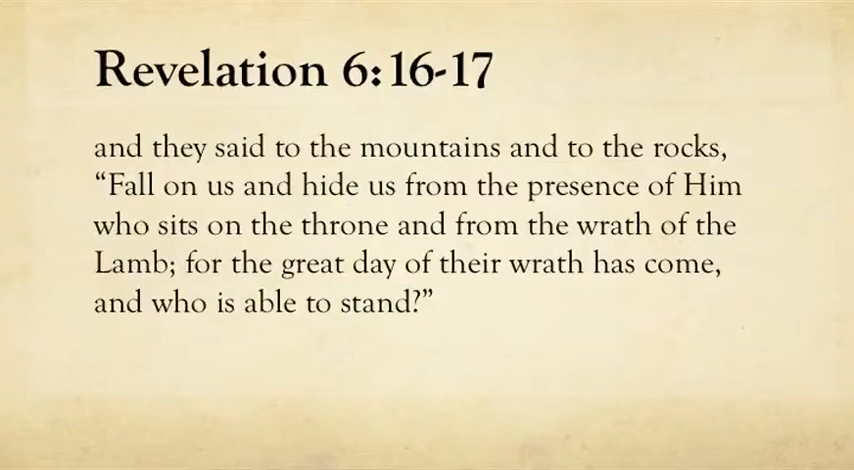 Revelation 6:16-17
and they said to the mountains and to the rocks,
“Fall on us and hide us from the presence of Him
who sits on the throne and from the wrath of the
Lamb; for the great day of their wrath has come,
and who is able to stand?”